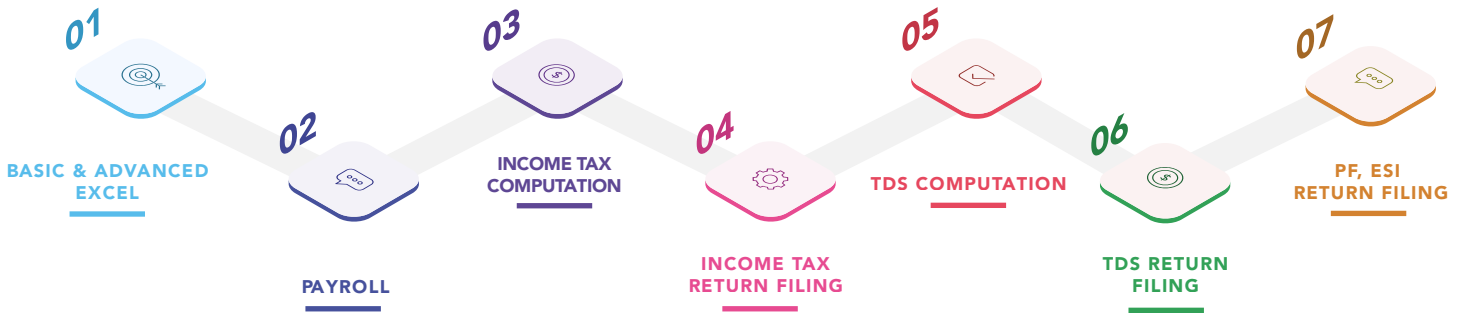 01
BASIC & ADVANCED
EXCEL
02
PAYROLL
03
INCOME TAX
COMPUTATION
04
INCOME TAX
RETURN FILING
05
TDS COMPUTATION
06
TDS RETURN
FILING
07
PF, ESI
RETURN FILING